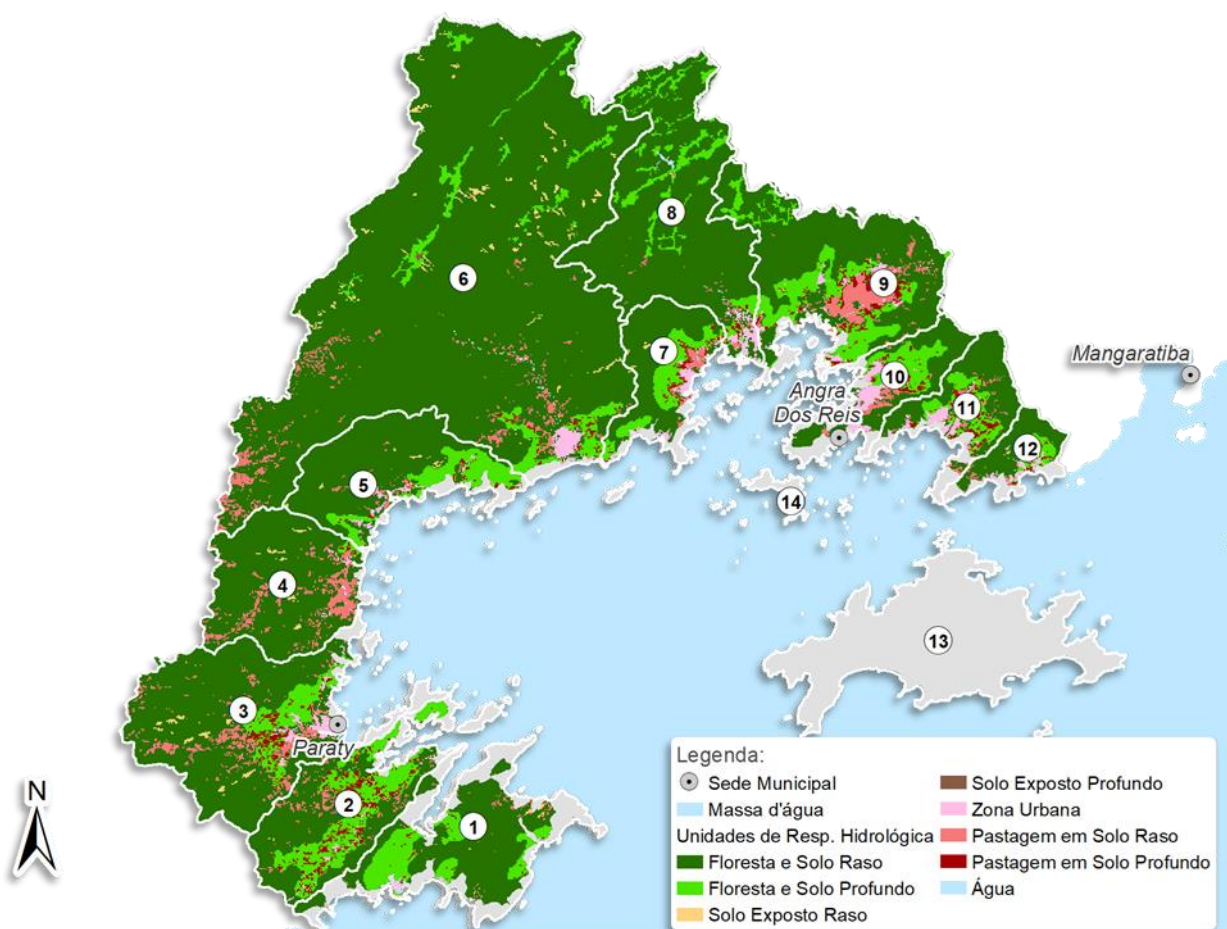 6
8
9
7
Mangaratiba
10
Angra
Dos Reis
11
12
5
14
4
13
3
Paraty
2
1
N
Legenda:
Sede Municipal
Massa d'água
Unidades de Resp. Hidrológica
Floresta e Solo Raso
Floresta e Solo Profundo
Solo Exposto Raso
Solo Exposto Profundo
Zona Urbana
Pastagem em Solo Raso
Pastagem em Solo Profundo
Água